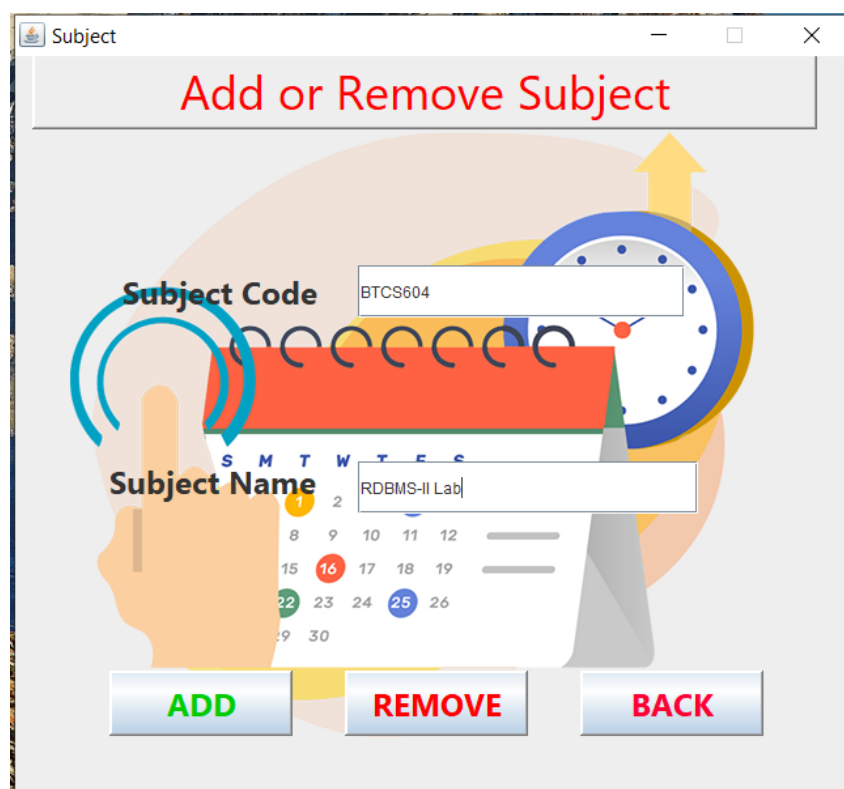 Subject
Add or Remove Subject
Subject Code
BTCS604
S M T W T F S
Subject Name
RDBMS-II Lab
1 2
8 9 10 11 12
15 16 17 18 19
22 23 24 25 26
29 30
ADD
REMOVE
BACK